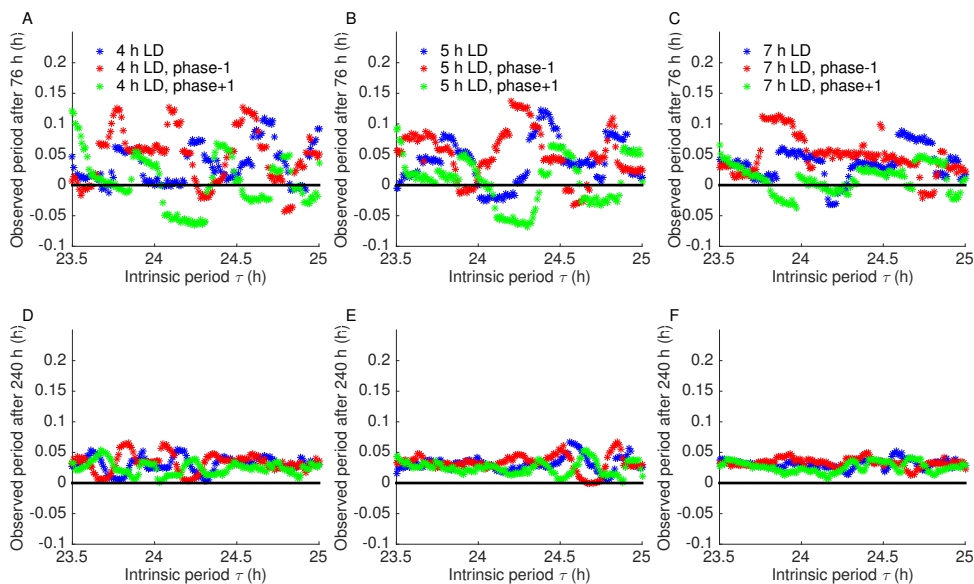 A
Observed period after 76 h (h)
0.2
0.15
0.1
0.05
0
-0.05
-0.1
4 h LD
4 h LD, phase-1
4 h LD, phase+1
23.5
24
24.5
25
Intrinsic period τ (h)
B
Observed period after 76 h (h)
0.2
0.15
0.1
0.05
0
-0.05
-0.1
5 h LD
5 h LD, phase-1
5 h LD, phase+1
23.5
24
24.5
25
Intrinsic period τ (h)
C
Observed period after 76 h (h)
0.2
0.15
0.1
0.05
0
-0.05
-0.1
7 h LD
7 h LD, phase-1
7 h LD, phase+1
23.5
24
24.5
25
Intrinsic period τ (h)
D
Observed period after 240 h (h)
0.2
0.15
0.1
0.05
0
-0.05
-0.1
23.5
24
24.5
25
Intrinsic period τ (h)
E
Observed period after 240 h (h)
0.2
0.15
0.1
0.05
0
-0.05
-0.1
23.5
24
24.5
25
Intrinsic period τ (h)
F
Observed period after 240 h (h)
0.2
0.15
0.1
0.05
0
-0.05
-0.1
23.5
24
24.5
25
Intrinsic period τ (h)